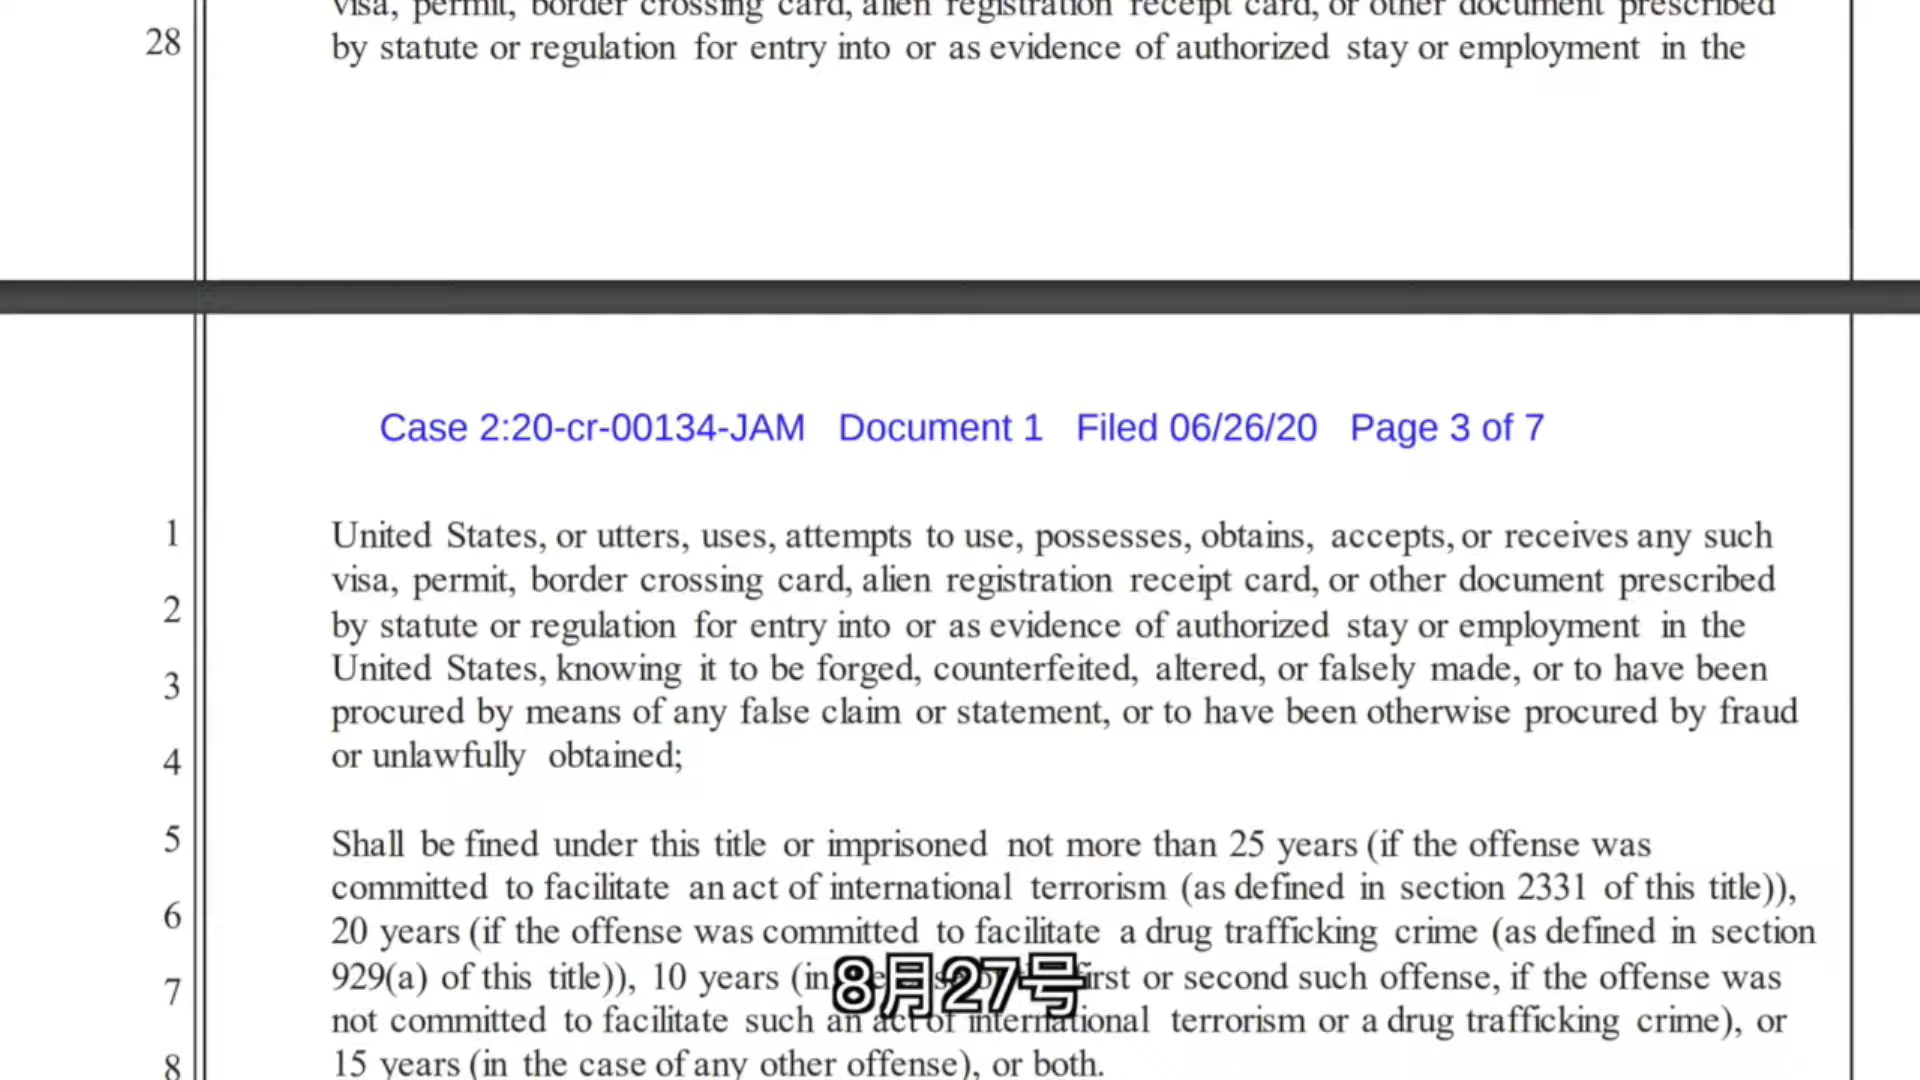 visa, permit, border crossing card, alien registration receipt card, or other document prescribed
28 by statute or regulation for entry into or as evidence of authorized stay or employment in the
Case 2:20-cr-00134-JAM Document 1 Filed 06/26/20 Page 3 of 7
1 United States, or utters, uses, attempts to use, possesses, obtains, accepts, or receives any such
visa, permit, border crossing card, alien registration receipt card, or other document prescribed
2 by statute or regulation for entry into or as evidence of authorized stay or employment in the
United States, knowing it to be forged, counterfeited, altered, or falsely made, or to have been
3 procured by means of any false claim or statement, or to have been otherwise procured by fraud
4 or unlawfully obtained;
5 Shall be fined under this title or imprisoned not more than 25 years (if the offense was
committed to facilitate an act of international terrorism (as defined in section 2331 of this title)),
6 20 years (if the offense was committed to facilitate a drug trafficking crime (as defined in section
7 929(a) of this title)), 10 years (in first or second such offense, if the offense was
8月27号
not committed to facilitate such an act of international terrorism or a drug trafficking crime), or
8 15 years (in the case of any other offense), or both.